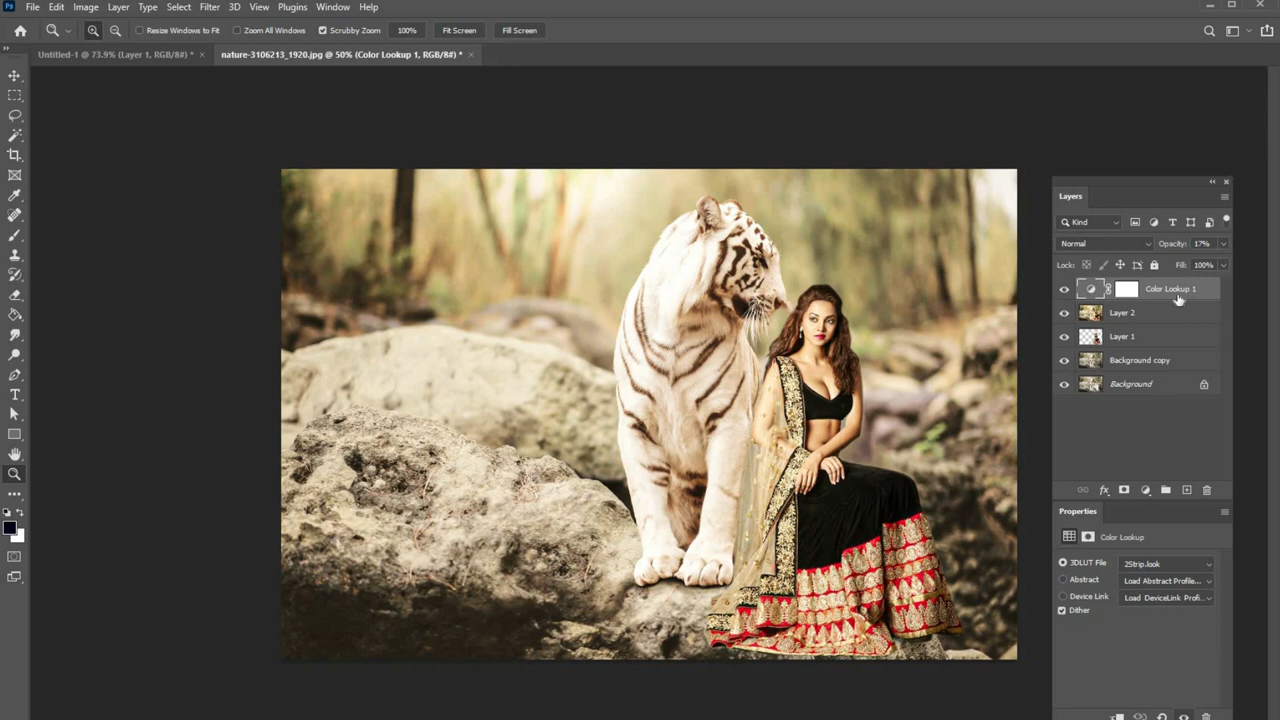 Ps File Edit Image Layer Type Select Filter 3D View Plugins Window Help
Resize Windows to Fit Zoom All Windows Scrubby Zoom 100% Fit Screen Fill Screen
Untitled-1 @ 73.9% (Layer 1, RGB/8#) * × nature-3106213_1920.jpg @ 50% (Color Lookup 1, RGB/8#) * ×
Layers
Kind
Normal Opacity: 17%
Lock: Fill: 100%
Color Lookup 1
Layer 2
Layer 1
Background copy
Background
fx
Properties
Color Lookup
3DLUT File 2Strip.look
Abstract Load Abstract Profile...
Device Link Load DeviceLink Profi...
Dither